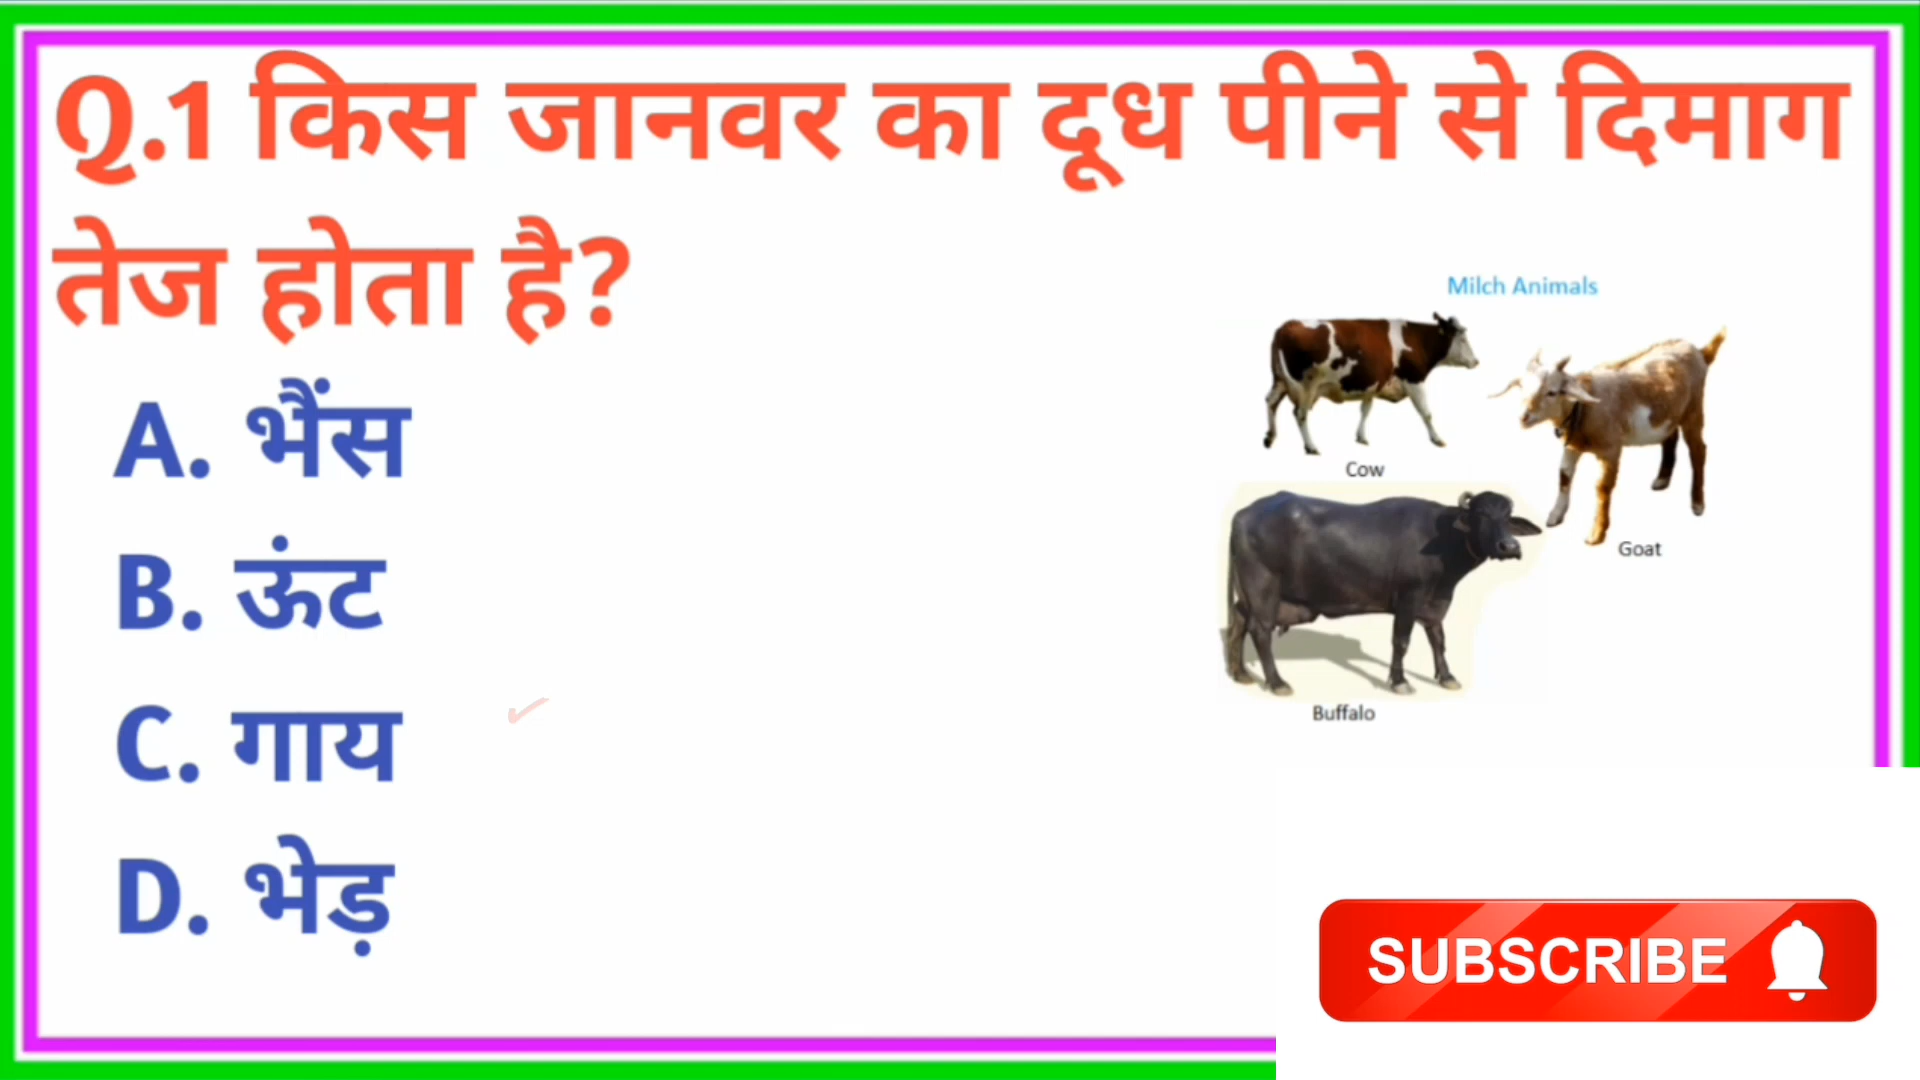 Q.1 किस जानवर का दूध पीने से दिमाग
तेज होता है?
A. भैंस
B. ऊंट
C. गाय
D. भेड़
Milch Animals
Cow
Goat
Buffalo
SUBSCRIBE